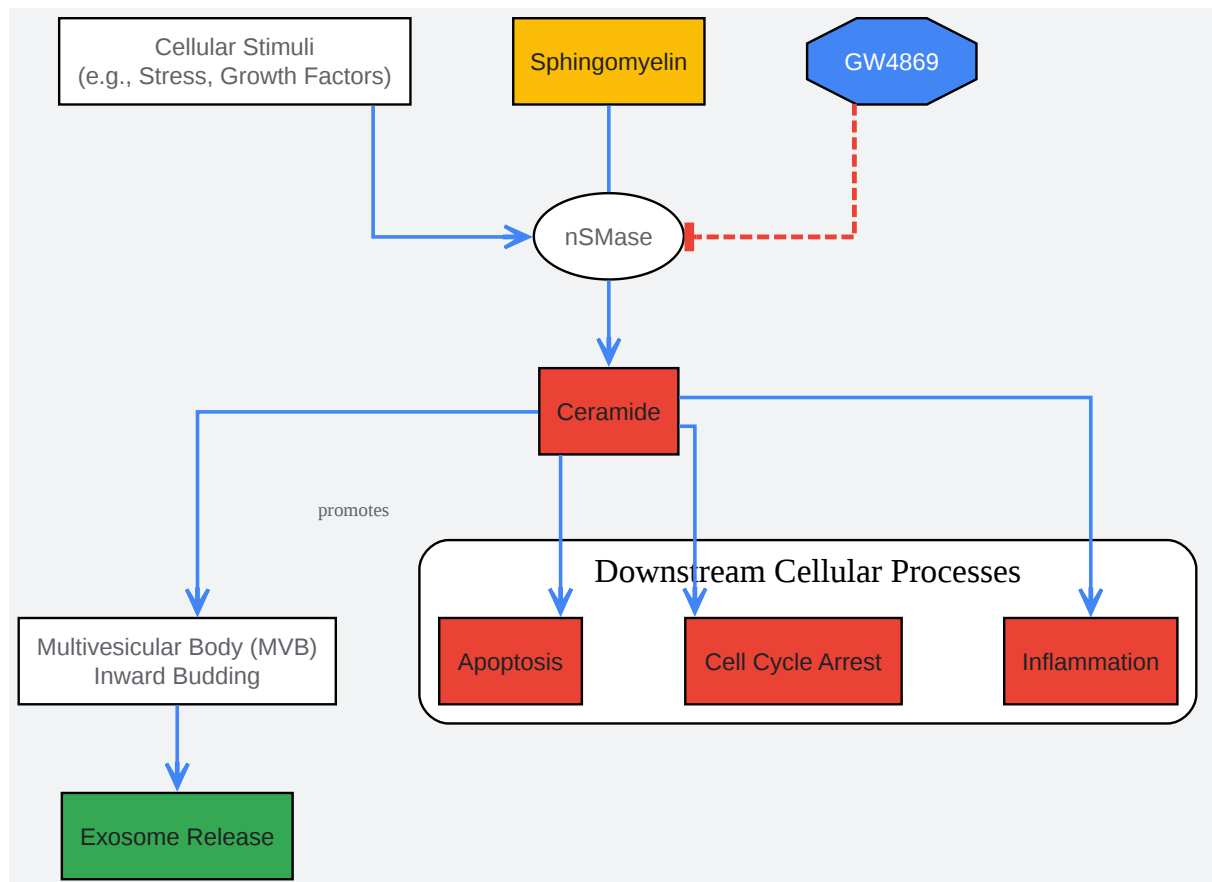 Cellular Stimuli
(e.g., Stress, Growth Factors)
Sphingomyelin
GW4869
nSMase
Ceramide
promotes
Downstream Cellular Processes
Multivesicular Body (MVB)
Inward Budding
Apoptosis
Cell Cycle Arrest
Inflammation
Exosome Release